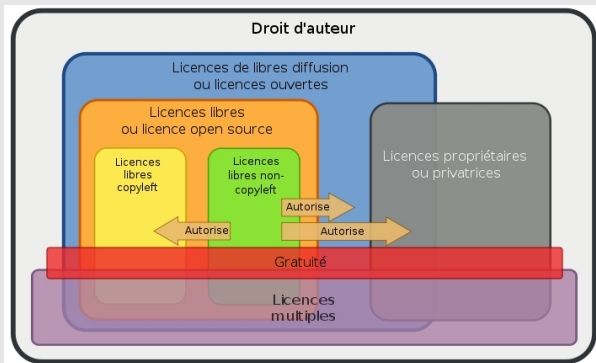 Droit d'auteur
Licences de libres diffusion
ou licences ouvertes
Licences libres
ou licence open source
Licences
libres
copyleft
Licences
libres non-
copyleft
Licences propriétaires
ou privatrices
Autorise
Autorise
Autorise
Gratuité
Licences
multiples